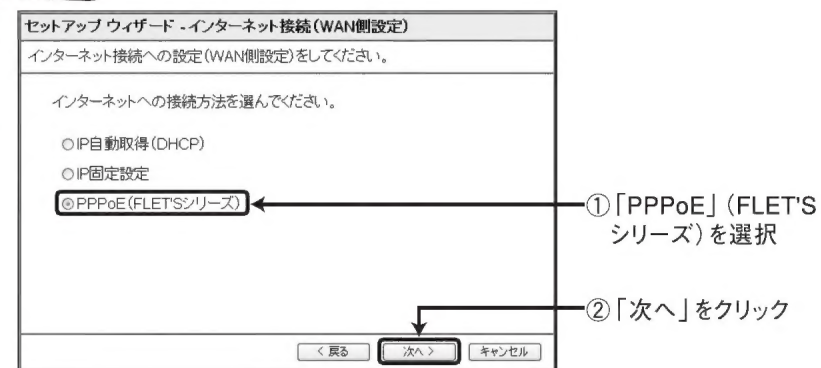 セットアップ ウィザード - インターネット接続(WAN側設定)
インターネット接続への設定(WAN側設定)をしてください。
インターネットへの接続方法を選んでください。
○IP自動取得(DHCP)
○IP固定設定
◉PPPoE(FLET'Sシリーズ)
①「PPPoE」(FLET'S
シリーズ)を選択
②「次へ」をクリック
< 戻る 次へ > キャンセル